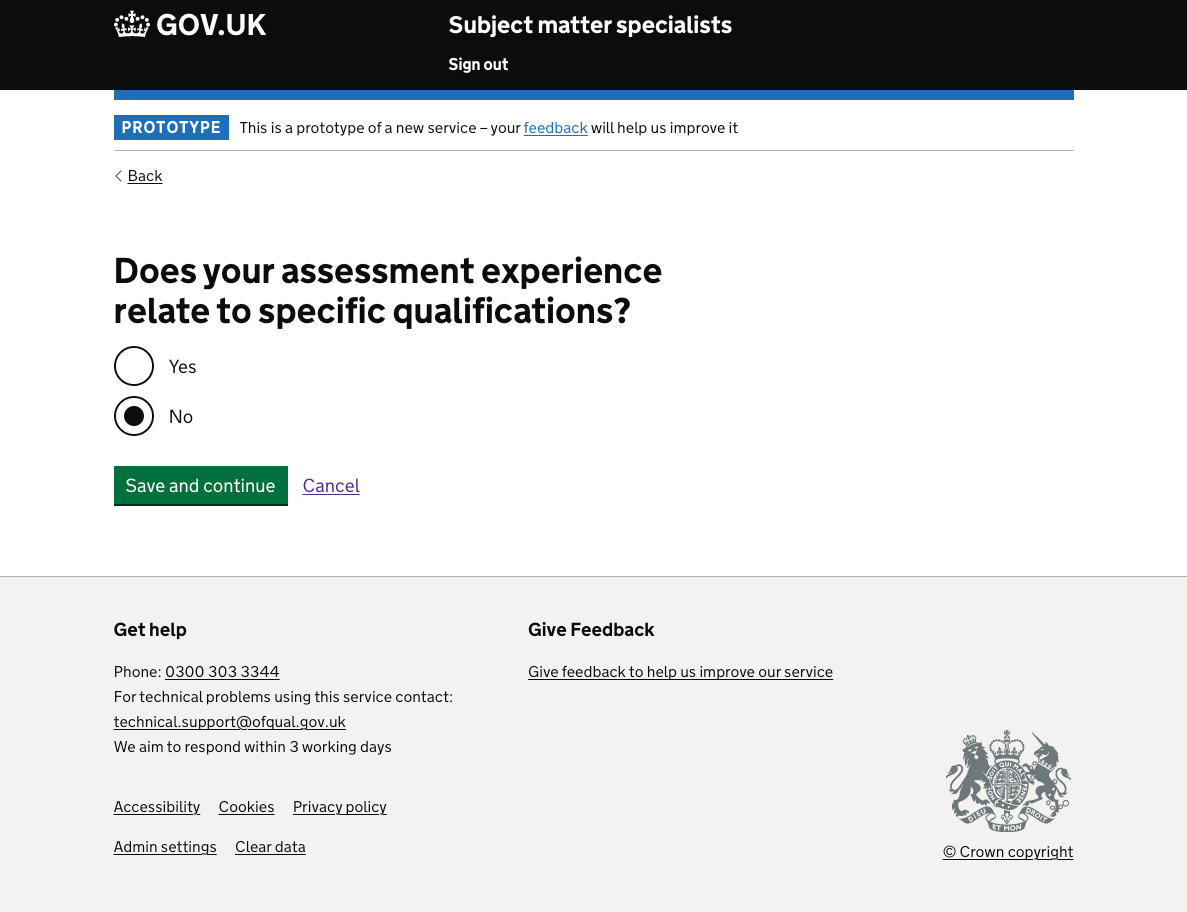 GOV.UK
Subject matter specialists
Sign out
PROTOTYPE This is a prototype of a new service – your feedback will help us improve it
Back
Does your assessment experience
relate to specific qualifications?
Yes
No
Save and continue Cancel
Get help
Phone: 0300 303 3344
For technical problems using this service contact:
technical.support@ofqual.gov.uk
We aim to respond within 3 working days
Give Feedback
Give feedback to help us improve our service
Accessibility Cookies Privacy policy
Admin settings Clear data
DIEU ET MON DROIT
© Crown copyright